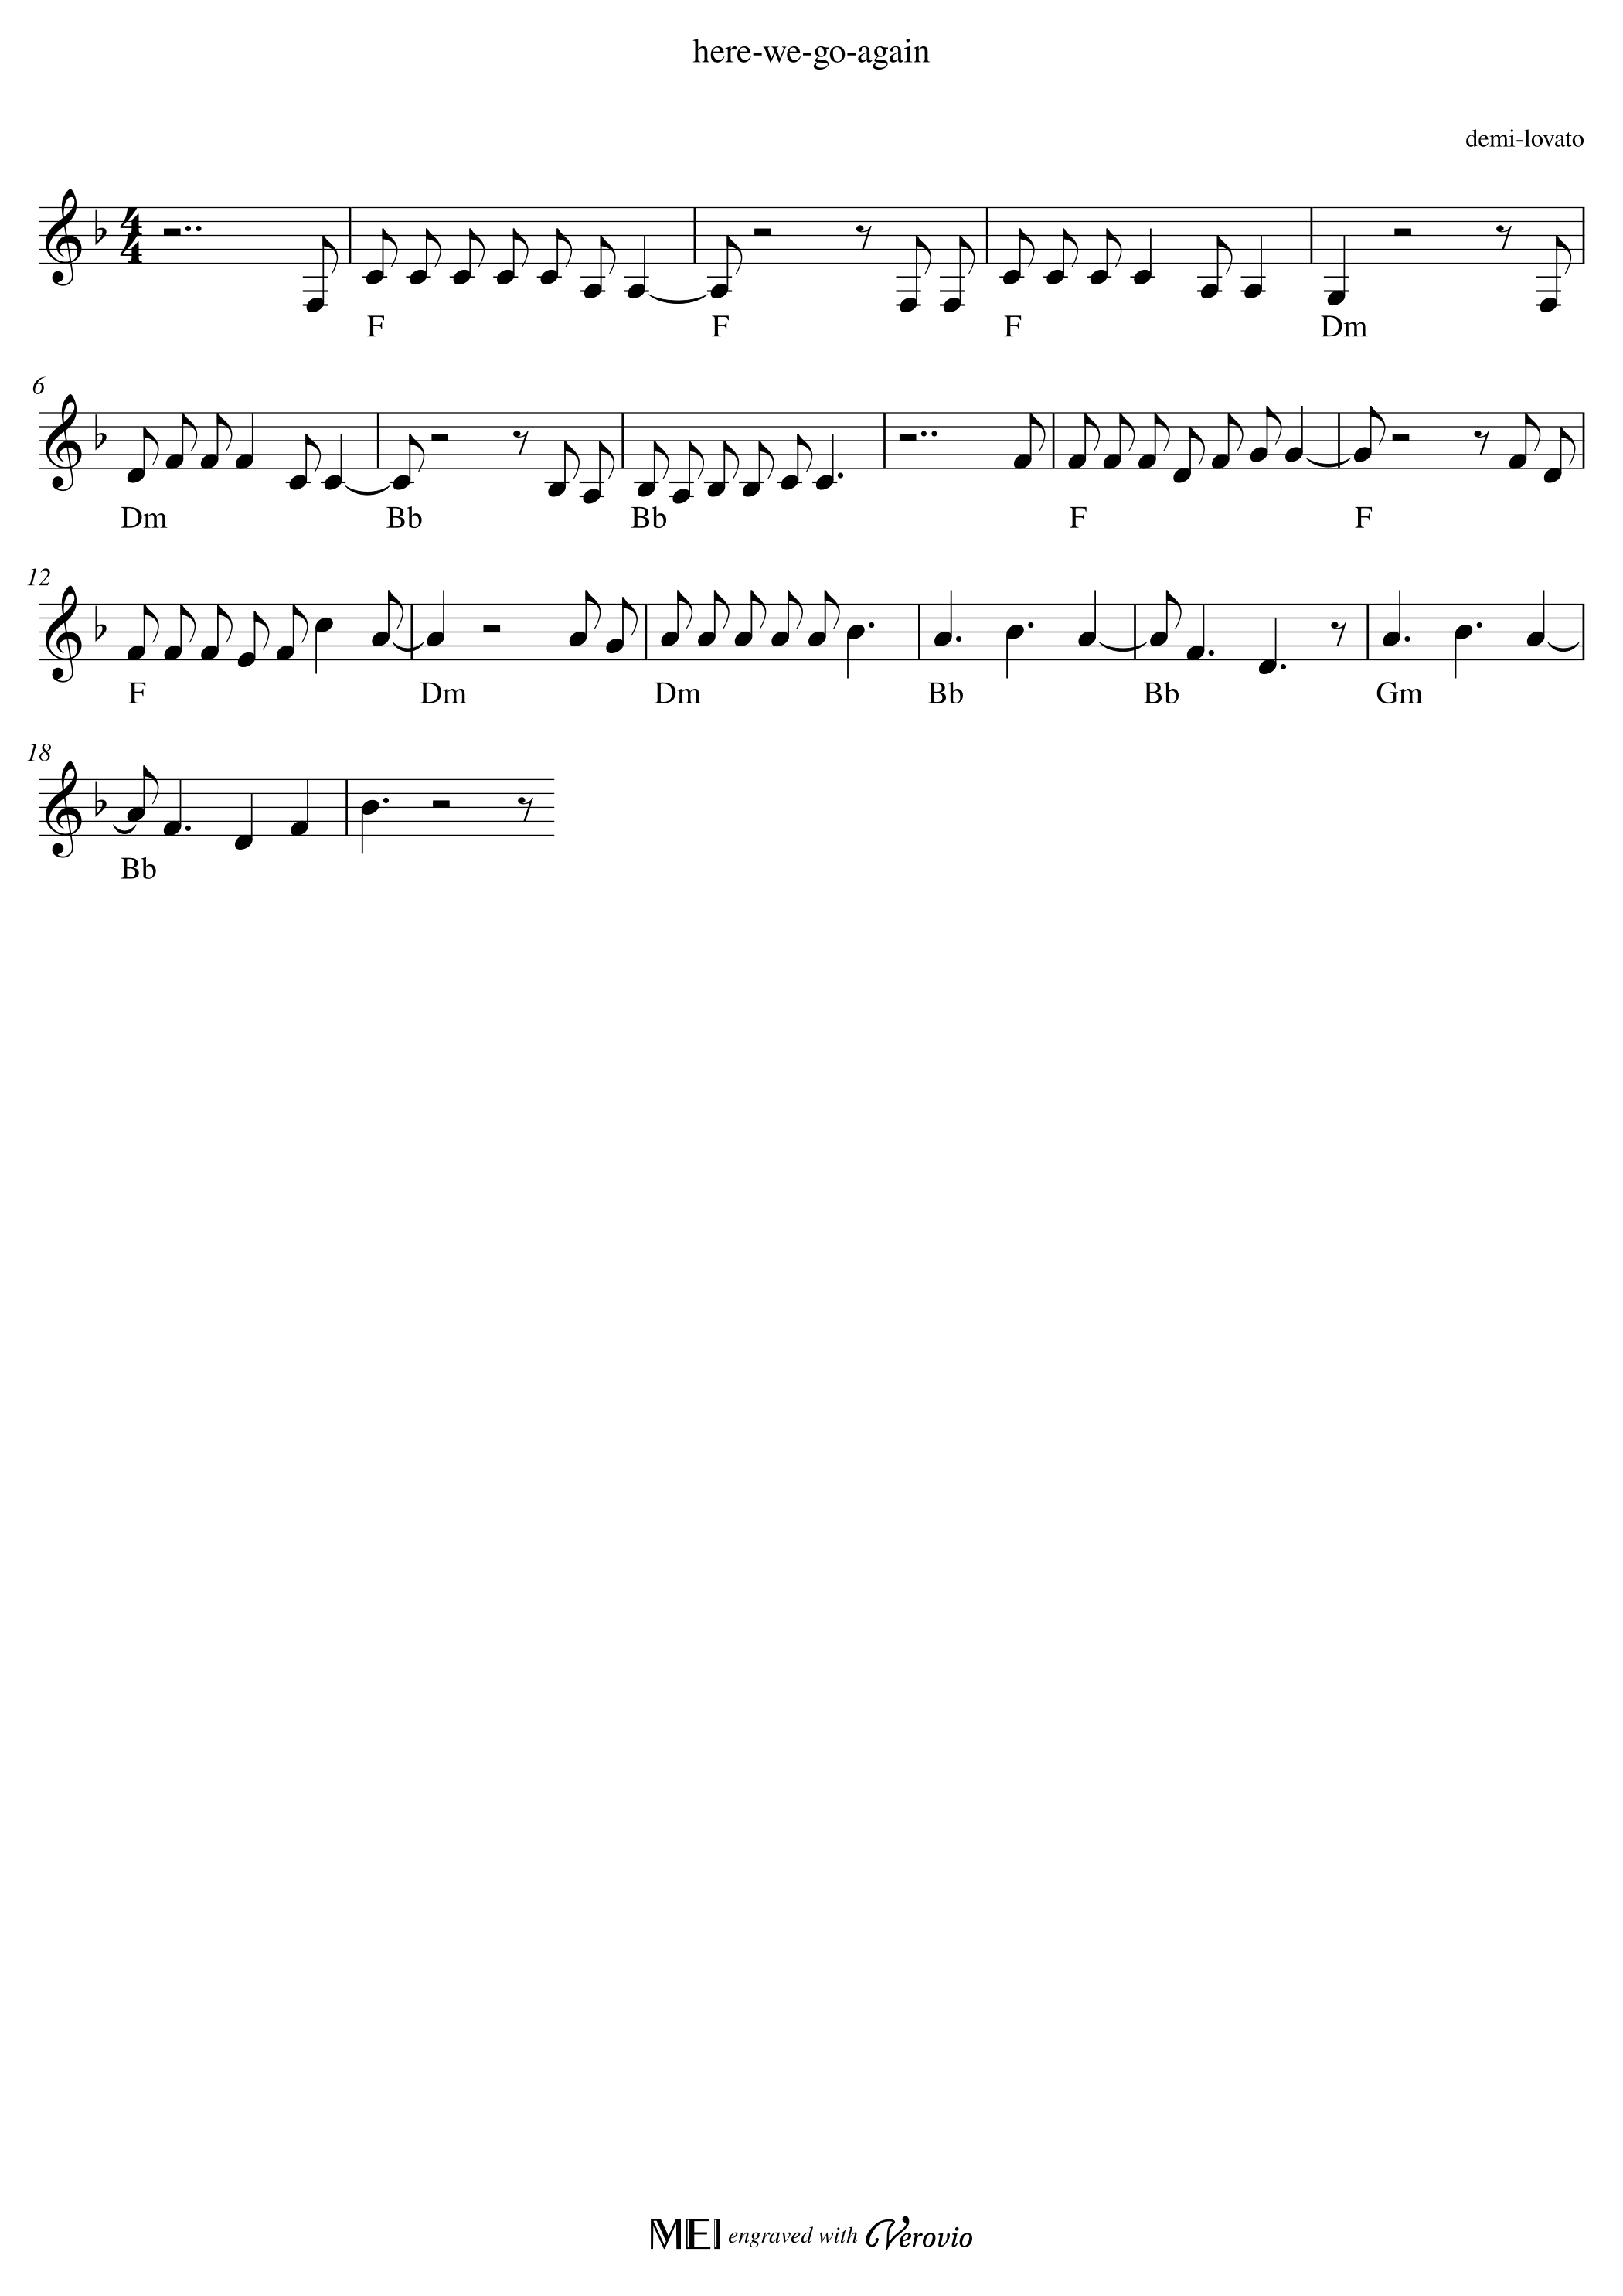 here-we-go-again
demi-lovato
4
4
F F F Dm
6
Dm Bb Bb F F
12
F Dm Dm Bb Bb Gm
18
Bb
MEI engraved with Verovio